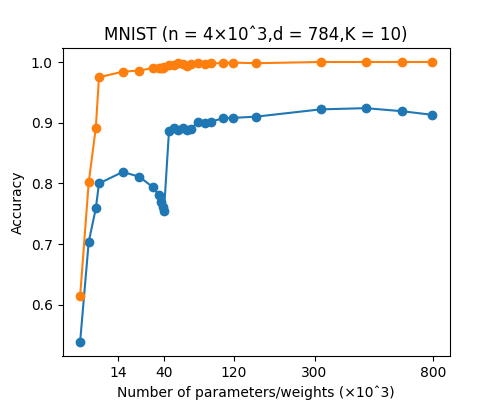 MNIST (n = 4×10ˆ3,d = 784,K = 10)
1.0
0.9
0.8
0.7
0.6
Accuracy
14 40 120 300 800
Number of parameters/weights (×10ˆ3)